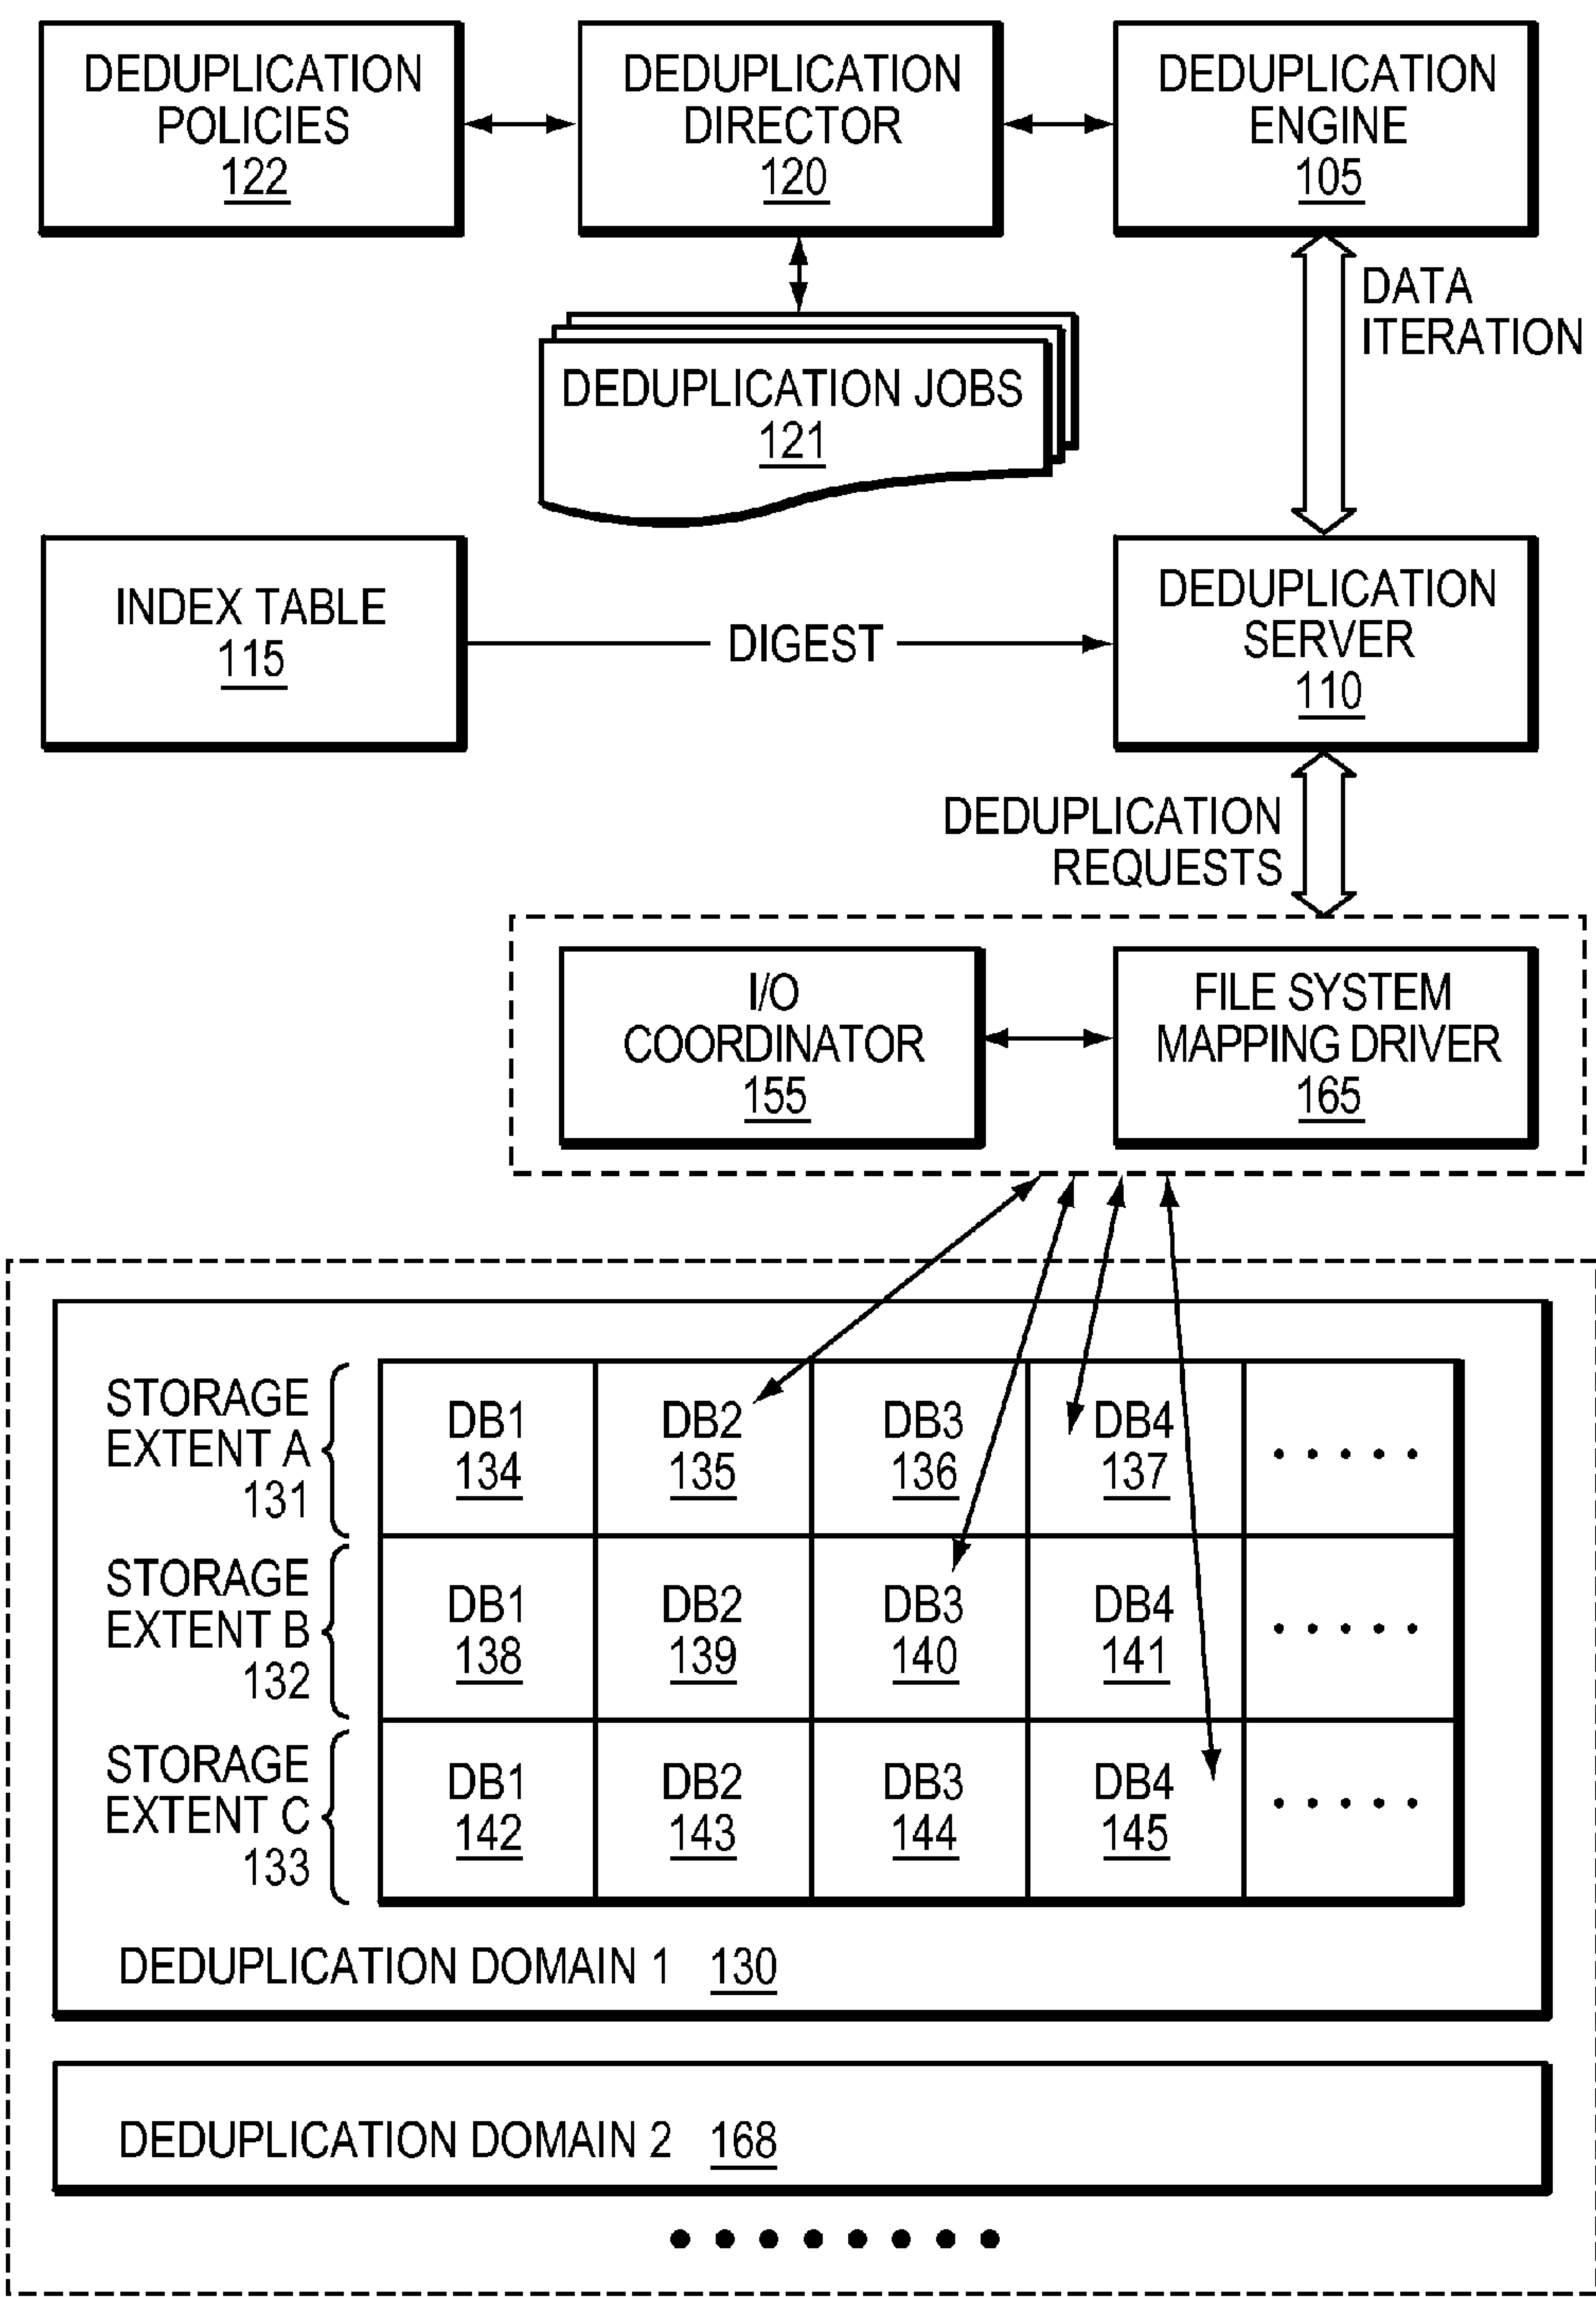 DEDUPLICATION
POLICIES
122
DEDUPLICATION
DIRECTOR
120
DEDUPLICATION
ENGINE
105
DATA
ITERATION
DEDUPLICATION JOBS
121
INDEX TABLE
115
DIGEST
DEDUPLICATION
SERVER
110
DEDUPLICATION
REQUESTS
I/O
COORDINATOR
155
FILE SYSTEM
MAPPING DRIVER
165
STORAGE
EXTENT A
131
DB1
134
DB2
135
DB3
136
DB4
137
STORAGE
EXTENT B
132
DB1
138
DB2
139
DB3
140
DB4
141
STORAGE
EXTENT C
133
DB1
142
DB2
143
DB3
144
DB4
145
DEDUPLICATION DOMAIN 1 130
DEDUPLICATION DOMAIN 2 168